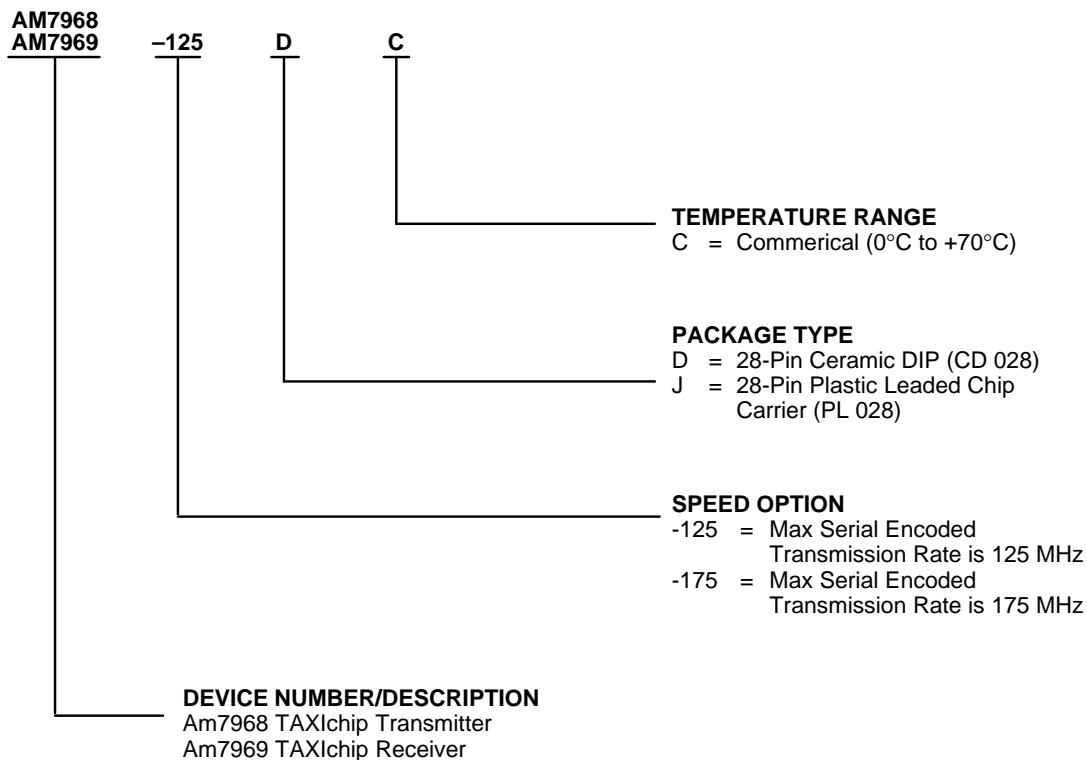 AM7968
AM7969 –125 D C
TEMPERATURE RANGE
C = Commerical (0°C to +70°C)
PACKAGE TYPE
D = 28-Pin Ceramic DIP (CD 028)
J = 28-Pin Plastic Leaded Chip
Carrier (PL 028)
SPEED OPTION
-125 = Max Serial Encoded
Transmission Rate is 125 MHz
-175 = Max Serial Encoded
Transmission Rate is 175 MHz
DEVICE NUMBER/DESCRIPTION
Am7968 TAXIchip Transmitter
Am7969 TAXIchip Receiver